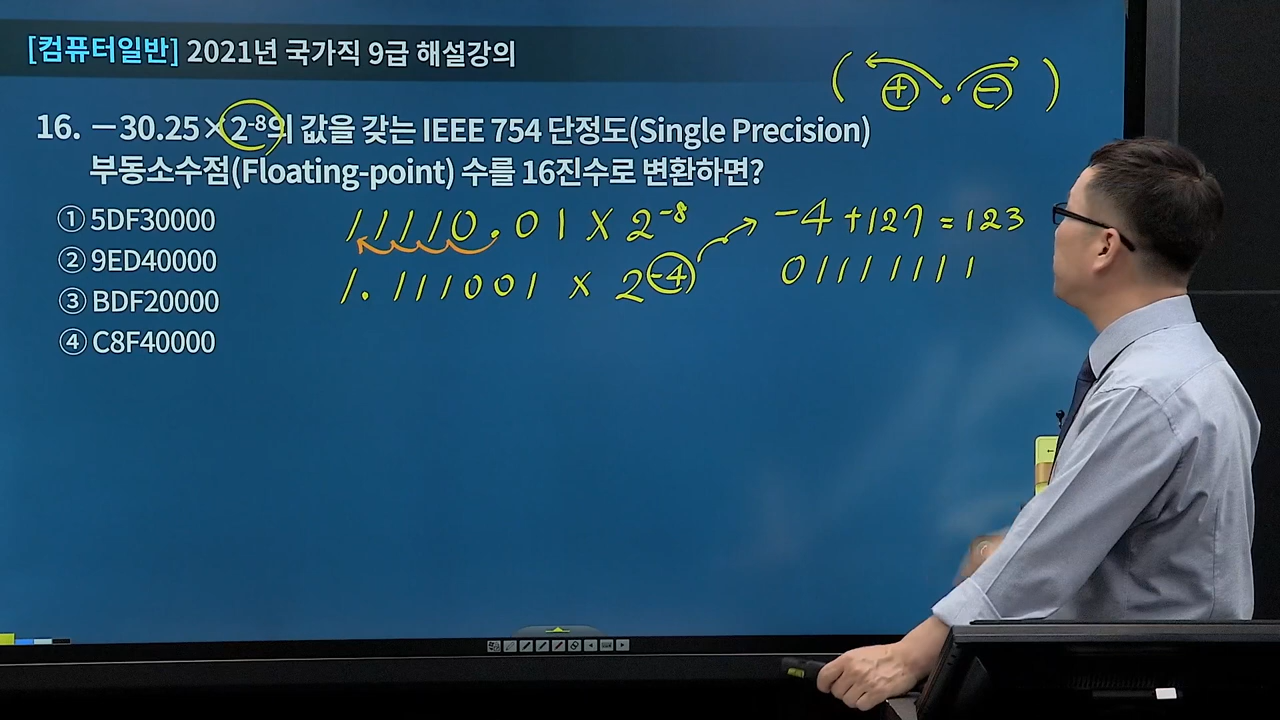 [컴퓨터일반] 2021년 국가직 9급 해설강의
( + . - )
16. －30.25×2⁻⁸의 값을 갖는 IEEE 754 단정도(Single Precision)
부동소수점(Floating-point) 수를 16진수로 변환하면?
① 5DF30000
② 9ED40000
③ BDF20000
④ C8F40000
11110.01 × 2⁻⁸
1.111001 × 2⁻⁴
-4+127=123
01111111